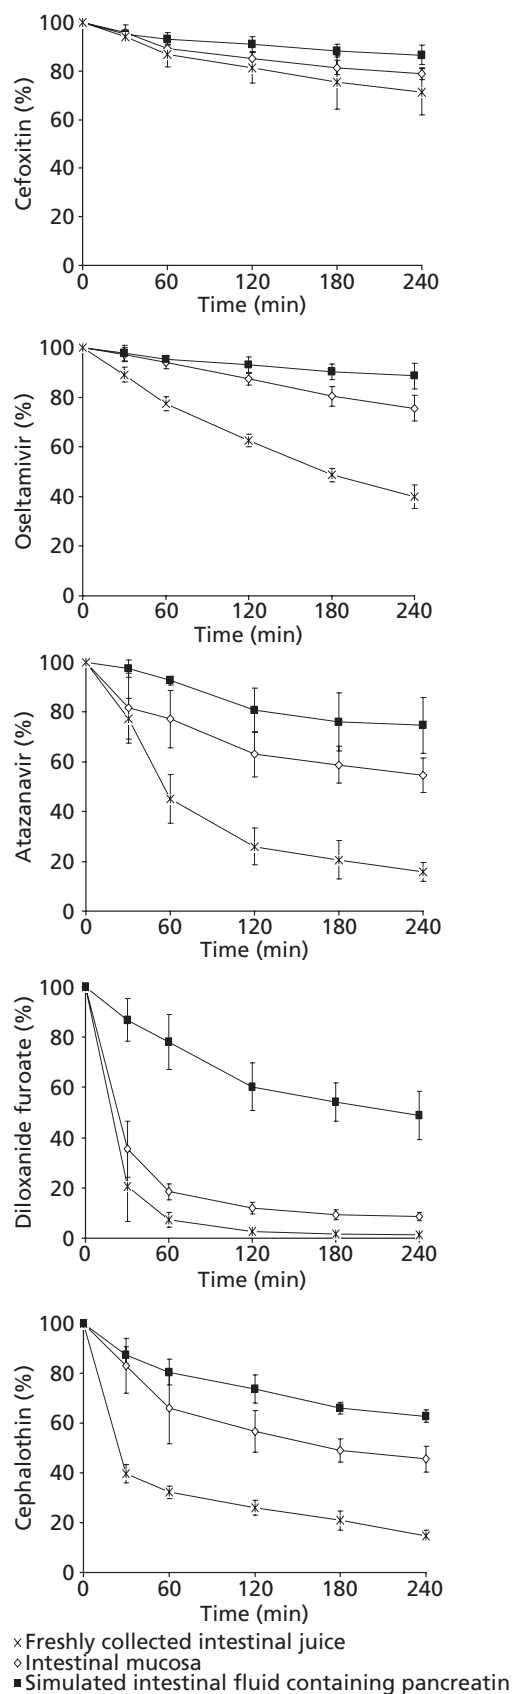 100
80
60
40
20
0
Cefoxitin (%)
0 60 120 180 240
Time (min)
100
80
60
40
20
0
Oseltamivir (%)
0 60 120 180 240
Time (min)
100
80
60
40
20
0
Atazanavir (%)
0 60 120 180 240
Time (min)
100
80
60
40
20
0
Diloxanide furoate (%)
0 60 120 180 240
Time (min)
100
80
60
40
20
0
Cephalothin (%)
0 60 120 180 240
Time (min)
Freshly collected intestinal juice
Intestinal mucosa
Simulated intestinal fluid containing pancreatin